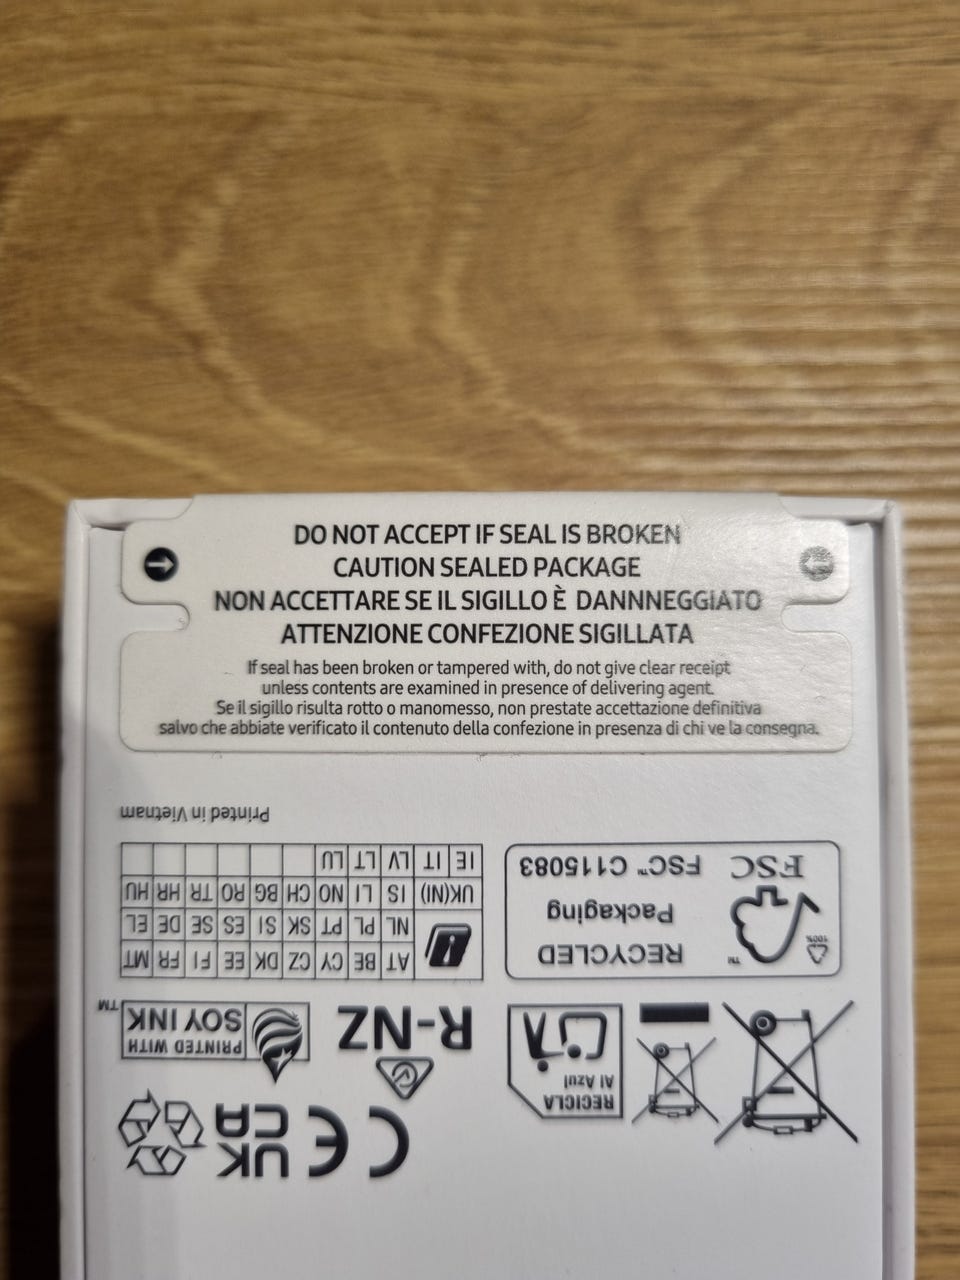 DO NOT ACCEPT IF SEAL IS BROKEN
CAUTION SEALED PACKAGE
NON ACCETTARE SE IL SIGILLO È DANNNEGGIATO
ATTENZIONE CONFEZIONE SIGILLATA
If seal has been broken or tampered with, do not give clear receipt
unless contents are examined in presence of delivering agent.
Se il sigillo risulta rotto o manomesso, non prestate accettazione definitiva
salvo che abbiate verificato il contenuto della confezione in presenza di chi ve la consegna.
CE UK CA
RECICLA
Al Azul
R-NZ
PRINTED WITH
SOY INK™
100%
FSC
™
RECYCLED
Packaging
FSC™ C115083
AT BE CY CZ DK EE FI FR MT
NL PL PT SK SI ES SE DE EL
UK(NI) IS LI NO CH BG RO TR HR HU
IE IT LV LT LU
Printed in Vietnam